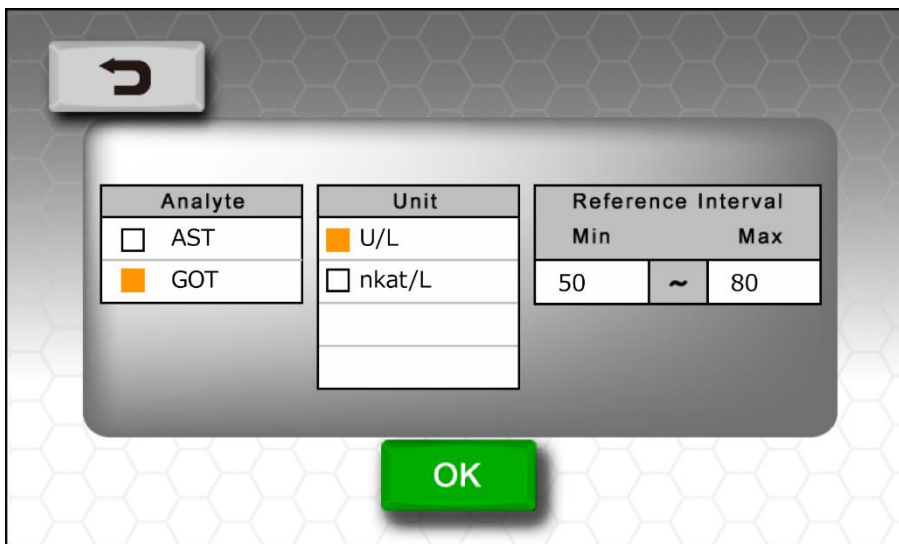 Analyte
AST
GOT
Unit
U/L
nkat/L
Reference Interval
Min Max
50 ~ 80
OK